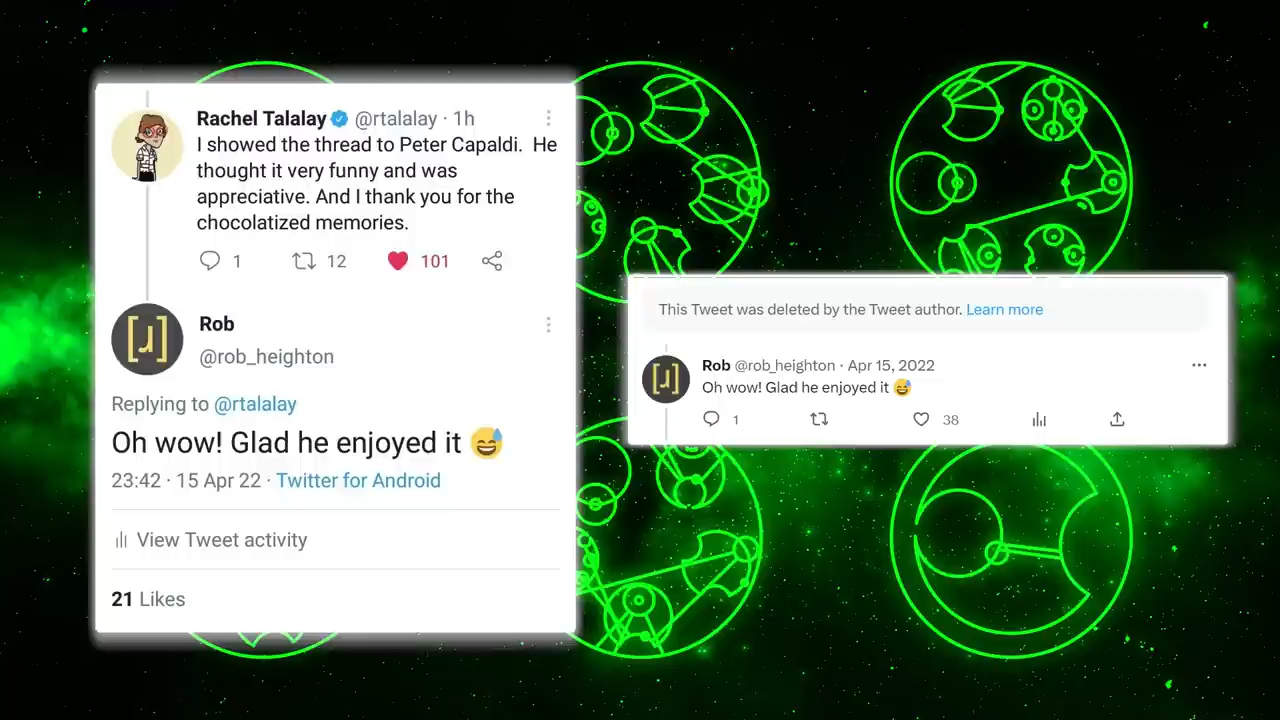 Rachel Talalay @rtalalay · 1h
I showed the thread to Peter Capaldi.  He
thought it very funny and was
appreciative. And I thank you for the
chocolatized memories.
1 12 101
Rob
@rob_heighton
Replying to @rtalalay
Oh wow! Glad he enjoyed it 😅
23:42 · 15 Apr 22 · Twitter for Android
View Tweet activity
21 Likes
This Tweet was deleted by the Tweet author. Learn more
Rob @rob_heighton · Apr 15, 2022
Oh wow! Glad he enjoyed it 😅
1 38